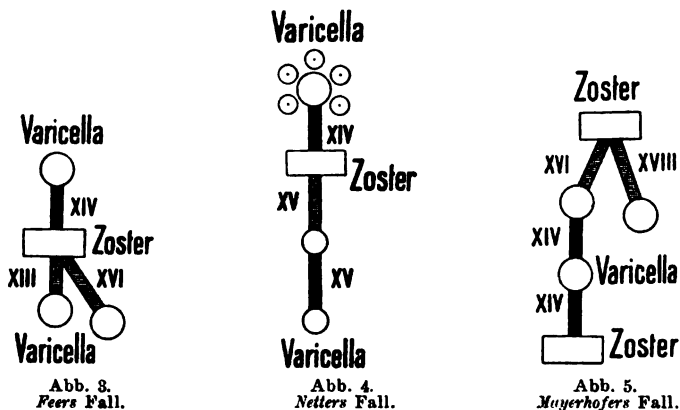 Varicella
XIV
Zoster
XIII
XVI
Varicella
Abb. 3.
Feers Fall.
Varicella
XIV
Zoster
XV
XV
Varicella
Abb. 4.
Netters Fall.
Zoster
XVI
XVIII
XIV
Varicella
XIV
Zoster
Abb. 5.
Mayerhofers Fall.